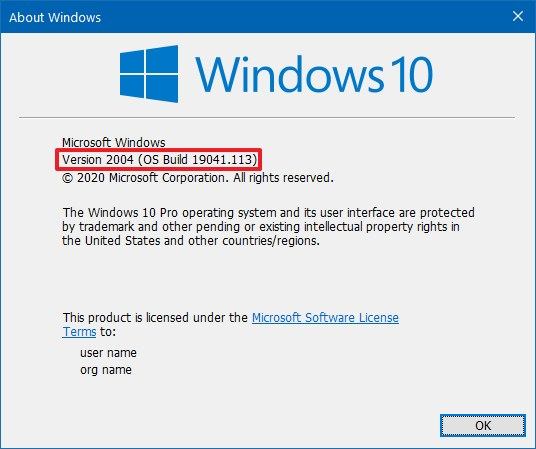 About Windows
Windows 10
Microsoft Windows
Version 2004 (OS Build 19041.113)
© 2020 Microsoft Corporation. All rights reserved.
The Windows 10 Pro operating system and its user interface are protected
by trademark and other pending or existing intellectual property rights in
the United States and other countries/regions.
This product is licensed under the Microsoft Software License
Terms to:
user name
org name
OK